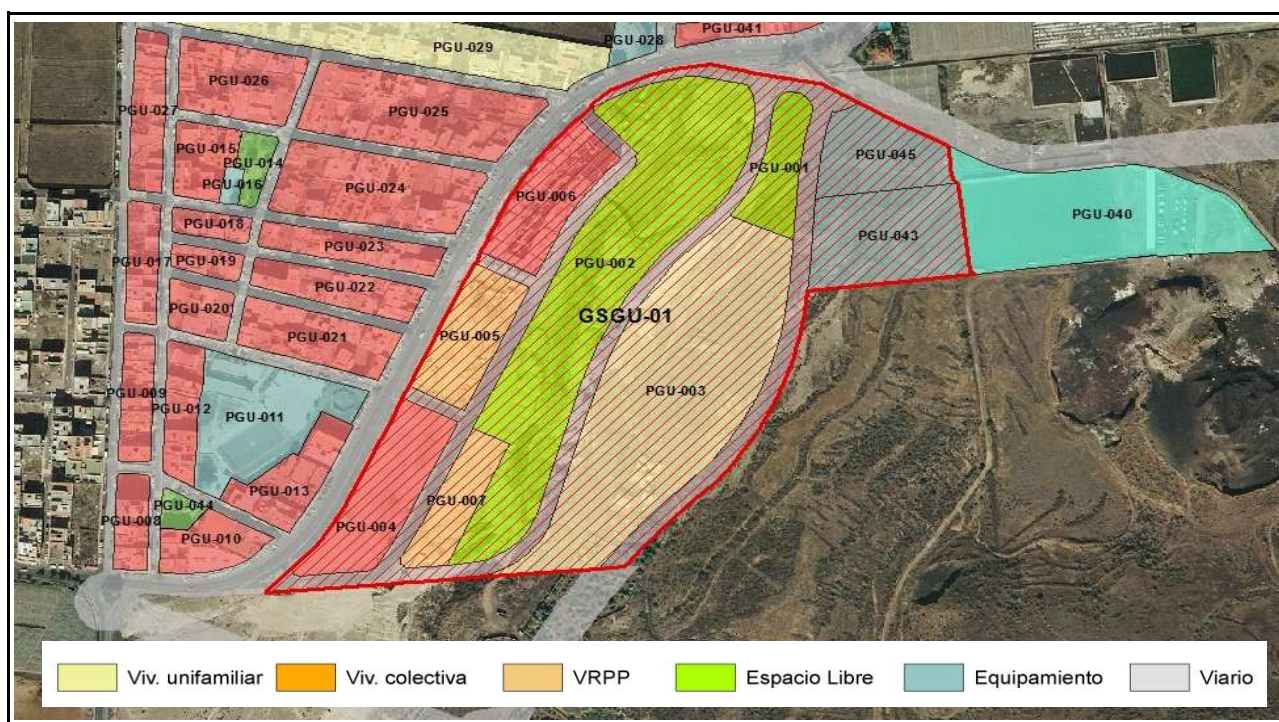 PGU-029
PGU-028
PGU-041
PGU-026
PGU-027
PGU-025
PGU-015
PGU-014
PGU-016
PGU-024
PGU-001
PGU-045
PGU-006
PGU-018
PGU-040
PGU-017
PGU-023
PGU-043
PGU-019
PGU-002
PGU-022
PGU-020
GSGU-01
PGU-005
PGU-021
PGU-003
PGU-009
PGU-012
PGU-011
PGU-013
PGU-007
PGU-044
PGU-008
PGU-004
PGU-010
Viv. unifamiliar Viv. colectiva VRPP Espacio Libre Equipamiento Viario